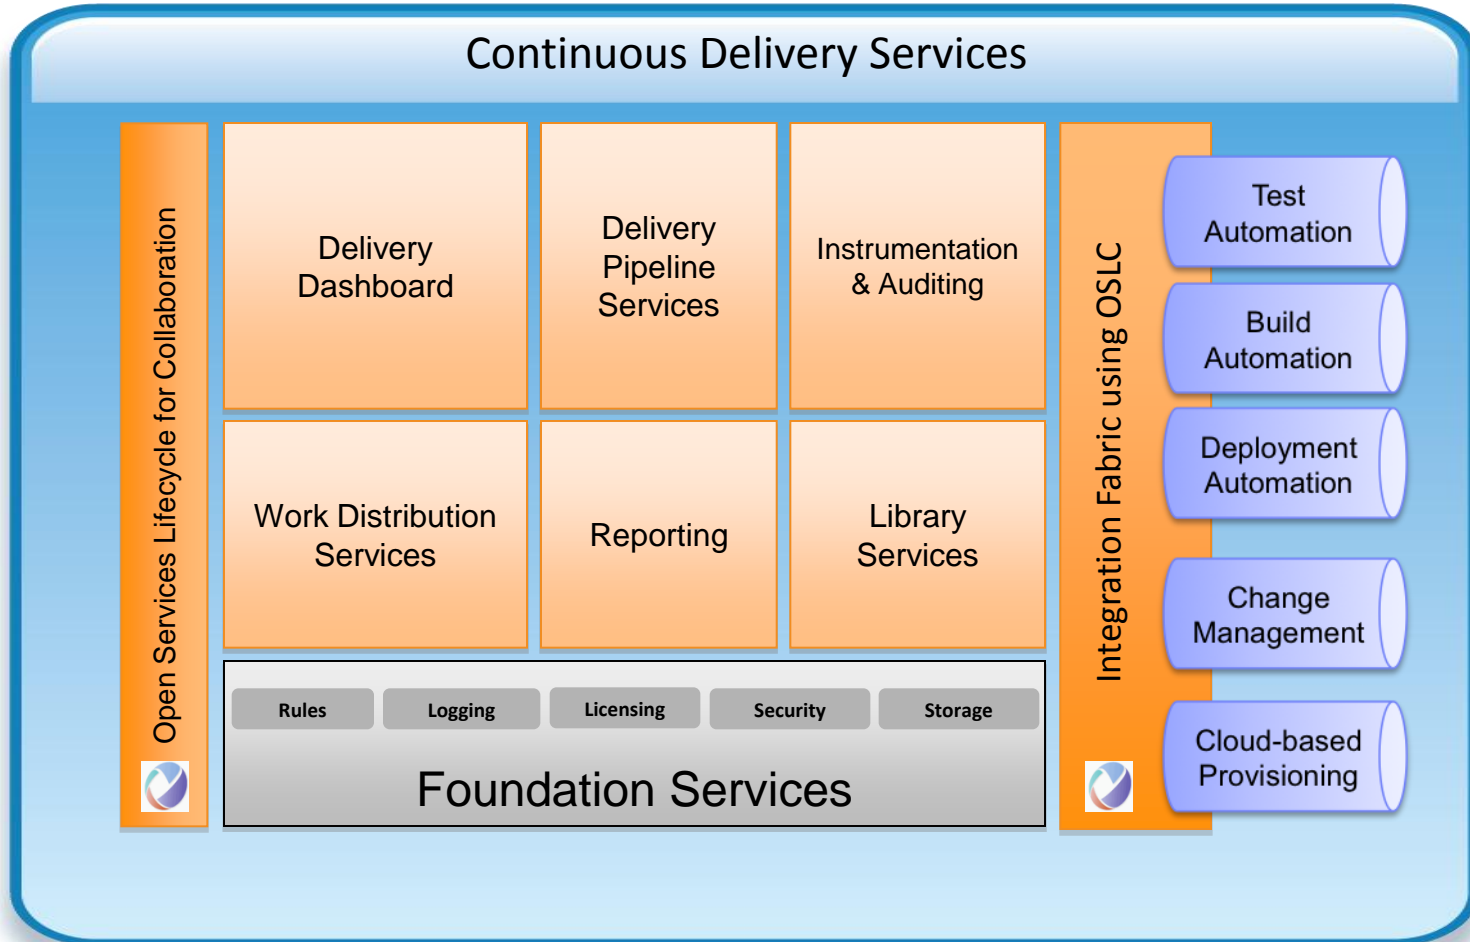 Continuous Delivery Services
Open Services Lifecycle for Collaboration
Delivery
Dashboard
Delivery
Pipeline
Services
Instrumentation
& Auditing
Work Distribution
Services
Reporting
Library
Services
Rules
Logging
Licensing
Security
Storage
Foundation Services
Integration Fabric using OSLC
Test
Automation
Build
Automation
Deployment
Automation
Change
Management
Cloud-based
Provisioning